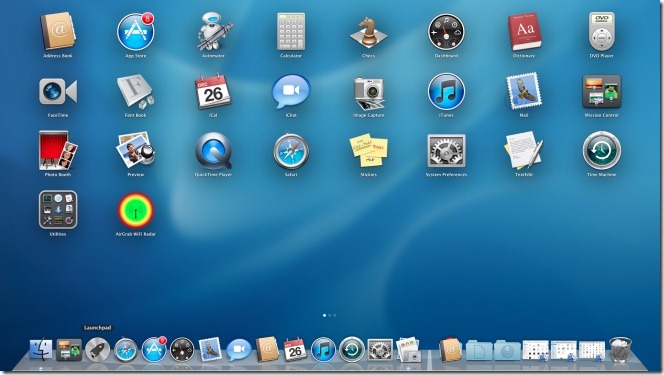 8
DEC
26
Aa
DVD
Address Book
App Store
Automator
Calculator
Chess
Dashboard
Dictionary
DVD Player
FaceTime
Font Book
iCal
iChat
Image Capture
iTunes
Mail
Mission Control
Photo Booth
Preview
QuickTime Player
Safari
Stickies
System Preferences
TextEdit
Time Machine
Utilities
AirGrab WiFi Radar
Launchpad
26